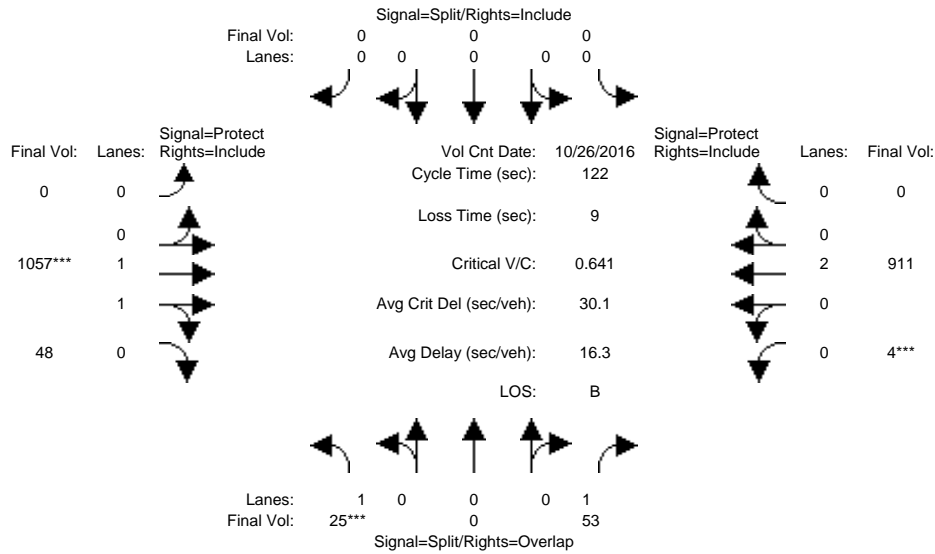 Signal=Split/Rights=Include
Final Vol: 0 0 0
Lanes: 0 0 0 0 0
Signal=Protect
Final Vol: Lanes: Rights=Include
Vol Cnt Date: 10/26/2016
Signal=Protect
Rights=Include Lanes: Final Vol:
Cycle Time (sec): 122
0 0 0 0
Loss Time (sec): 9
0 0
1057*** 1 Critical V/C: 0.641 2 911
1 Avg Crit Del (sec/veh): 30.1 0
48 0 Avg Delay (sec/veh): 16.3 0 4***
LOS: B
Lanes: 1 0 0 0 1
Final Vol: 25*** 0 53
Signal=Split/Rights=Overlap